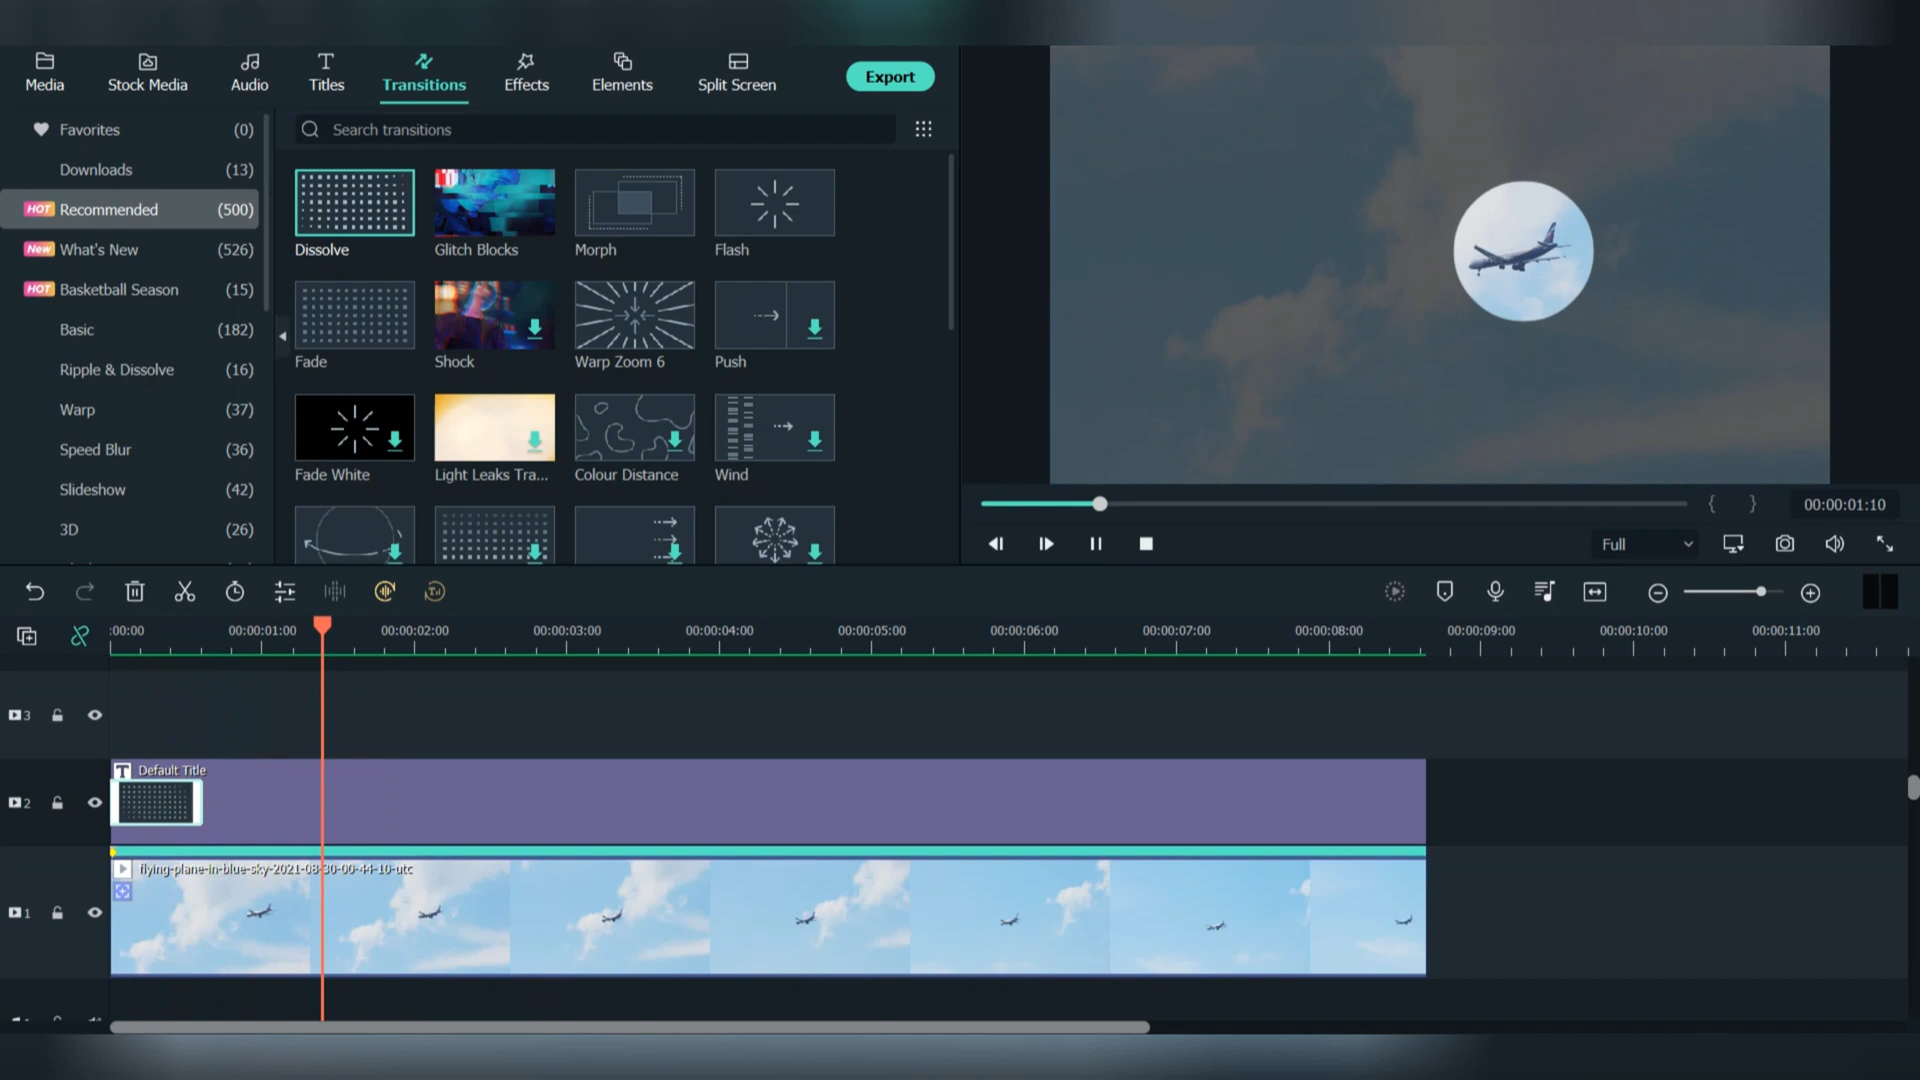 Media Stock Media Audio Titles Transitions Effects Elements Split Screen Export
Favorites (0)
Downloads (13)
HOT Recommended (500)
New What's New (526)
HOT Basketball Season (15)
Basic (182)
Ripple & Dissolve (16)
Warp (37)
Speed Blur (36)
Slideshow (42)
3D (26)
Search transitions
Dissolve Glitch Blocks Morph Flash
Fade Shock Warp Zoom 6 Push
Fade White Light Leaks Tra... Colour Distance Wind
{ } 00:00:01:10
Full
:00:00 00:00:01:00 00:00:02:00 00:00:03:00 00:00:04:00 00:00:05:00 00:00:06:00 00:00:07:00 00:00:08:00 00:00:09:00 00:00:10:00 00:00:11:00
3
T Default Title
2
flying-plane-in-blue-sky-2021-08-30-00-44-10-utc
1